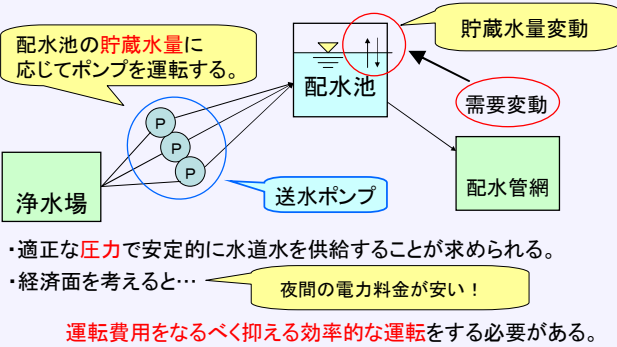 配水池の貯蔵水量に
応じてポンプを運転する。
貯蔵水量変動
配水池
需要変動
P
P
P
浄水場
送水ポンプ
配水管網
・適正な圧力で安定的に水道水を供給することが求められる。
・経済面を考えると…
夜間の電力料金が安い！
運転費用をなるべく抑える効率的な運転をする必要がある。